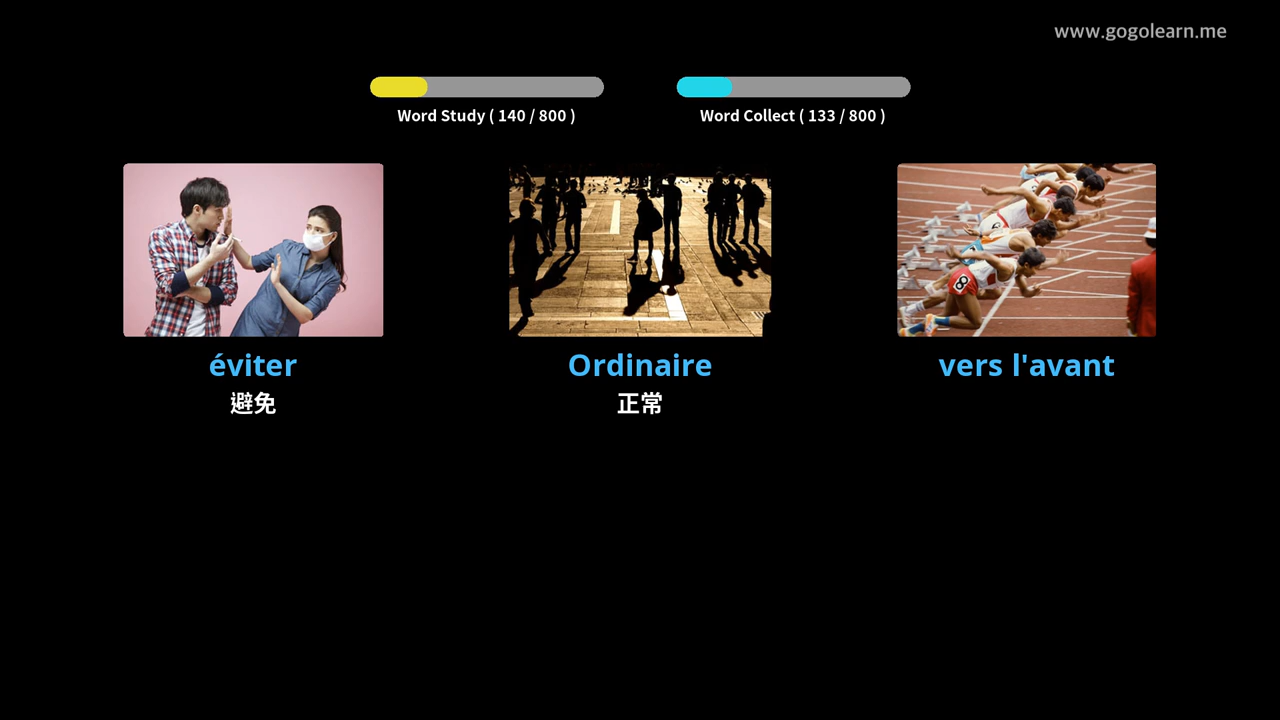 www.gogolearn.me
Word Study ( 140 / 800 )
Word Collect ( 133 / 800 )
8
éviter
Ordinaire
vers l'avant
避免
正常